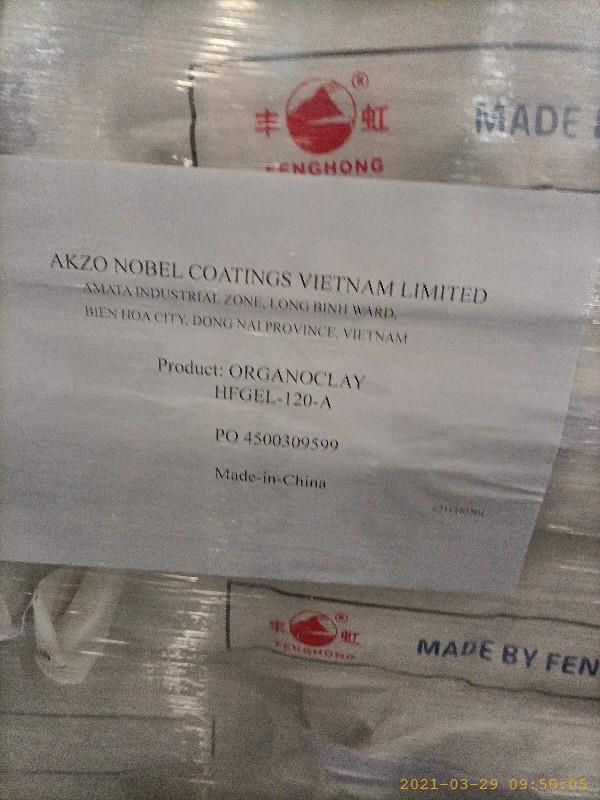 ®
丰 虹
FENGHONG
MADE
AKZO NOBEL COATINGS VIETNAM LIMITED
AMATA INDUSTRIAL ZONE, LONG BINH WARD,
BIEN HOA CITY, DONG NAI PROVINCE, VIETNAM
Product: ORGANOCLAY
HFGEL-120-A
PO 4500309599
Made-in-China
®
丰 虹
FENGHONG
MADE BY FEN
2021-03-29 09:50:05